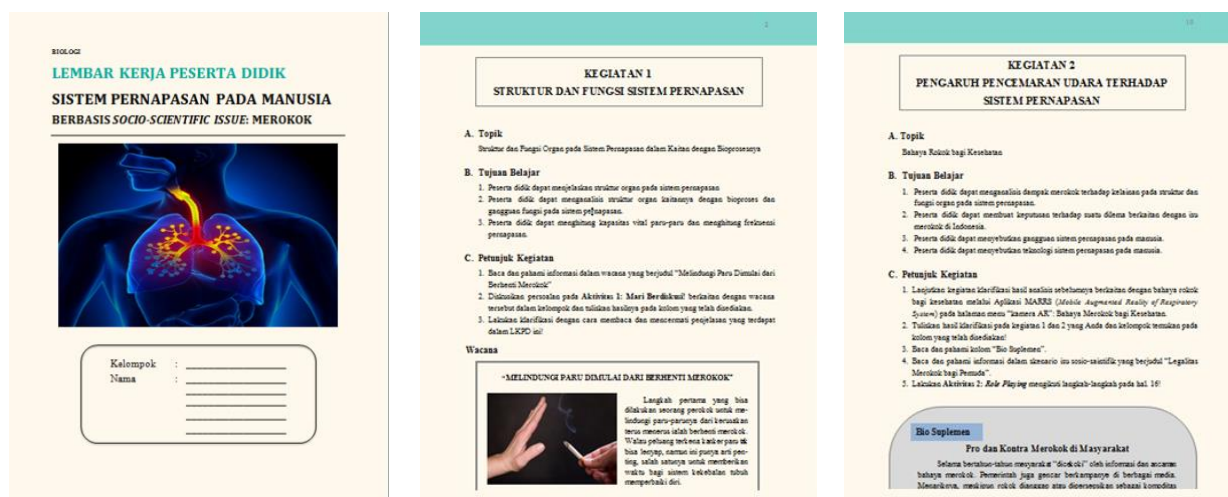 BIOLOGI
LEMBAR KERJA PESERTA DIDIK
SISTEM PERNAPASAN PADA MANUSIA
BERBASIS SOCIO-SCIENTIFIC ISSUE: MEROKOK
Kelompok : ____________________
Nama : ____________________
KEGIATAN 1
STRUKTUR DAN FUNGSI SISTEM PERNAPASAN
A. Topik
Struktur dan Fungsi Organ pada Sistem Pernapasan dalam Kaitan dengan Bioprosesnya
B. Tujuan Belajar
1. Peserta didik dapat menjelaskan struktur organ pada sistem pernapasan
2. Peserta didik dapat menganalisis struktur organ kaitannya dengan bioproses dan
gangguan fungsi pada sistem pernapasan.
3. Peserta didik dapat menghitung kapasitas vital paru-paru dan menghitung frekuensi
pernapasan.
C. Petunjuk Kegiatan
1. Baca dan pahami informasi dalam wacana yang berjudul "Melindungi Paru Dimulai dari
Berhenti Merokok"
2. Diskusikan persoalan pada Aktivitas 1: Mari Berdiskusi! berkaitan dengan wacana
tersebut dalam kelompok dan tuliskan hasilnya pada kolom yang telah disediakan.
3. Lakukan klarifikasi dengan cara membaca dan mencermati penjelasan yang terdapat
dalam LKPD ini!
Wacana
"MELINDUNGI PARU DIMULAI DARI BERHENTI MEROKOK"
Langkah pertama yang bisa
dilakukan seorang perokok untuk me-
lindungi paru-parunya dari kerusakan
terus menerus ialah berhenti merokok.
Walau peluang terkena kanker paru tak
bisa lenyap, namun ini punya arti pen-
ting, salah satunya untuk memberikan
waktu bagi sistem kekebalan tubuh
memperbaiki diri.
KEGIATAN 2
PENGARUH PENCEMARAN UDARA TERHADAP
SISTEM PERNAPASAN
A. Topik
Bahaya Rokok bagi Kesehatan
B. Tujuan Belajar
1. Peserta didik dapat menganalisis dampak merokok terhadap kelainan pada struktur dan
fungsi organ pada sistem pernapasan.
2. Peserta didik dapat membuat keputusan terhadap suatu dilema berkaitan dengan isu
merokok di Indonesia.
3. Peserta didik dapat menyebutkan gangguan sistem pernapasan pada manusia.
4. Peserta didik dapat menyebutkan teknologi sistem pernapasan pada manusia.
C. Petunjuk Kegiatan
1. Lanjutkan kegiatan klarifikasi hasil analisis sebelumnya berkaitan dengan bahaya rokok
bagi kesehatan melalui Aplikasi MARRS (Mobile Augmented Reality of Respiratory
System) pada halaman menu "kamera AR": Bahaya Merokok bagi Kesehatan.
2. Tuliskan hasil klarifikasi pada kegiatan 1 dan 2 yang Anda dan kelompok temukan pada
kolom yang telah disediakan!
3. Baca dan pahami kolom "Bio Suplemen".
4. Baca dan pahami informasi dalam skenario isu sosio-saintifik yang berjudul "Legalitas
Merokok bagi Pemuda".
5. Lakukan Aktivitas 2: Role Playing mengikuti langkah-langkah pada hal. 16!
Bio Suplemen
Pro dan Kontra Merokok di Masyarakat
Selama bertahun-tahun masyarakat "dicekoki" oleh informasi dan ancaman
bahaya merokok. Pemerintah juga gencar berkampanye di berbagai media.
Menariknya, meskipun rokok dianggap atau dipersepsikan sebagai komoditas